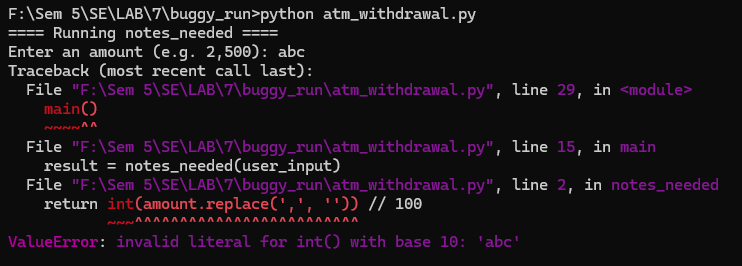 F:\Sem 5\SE\LAB\7\buggy_run>python atm_withdrawal.py
==== Running notes_needed ====
Enter an amount (e.g. 2,500): abc
Traceback (most recent call last):
  File "F:\Sem 5\SE\LAB\7\buggy_run\atm_withdrawal.py", line 29, in <module>
    main()
    ~~~~^^
  File "F:\Sem 5\SE\LAB\7\buggy_run\atm_withdrawal.py", line 15, in main
    result = notes_needed(user_input)
  File "F:\Sem 5\SE\LAB\7\buggy_run\atm_withdrawal.py", line 2, in notes_needed
    return int(amount.replace(',', '')) // 100
           ~~~^^^^^^^^^^^^^^^^^^^^^^^^^
ValueError: invalid literal for int() with base 10: 'abc'